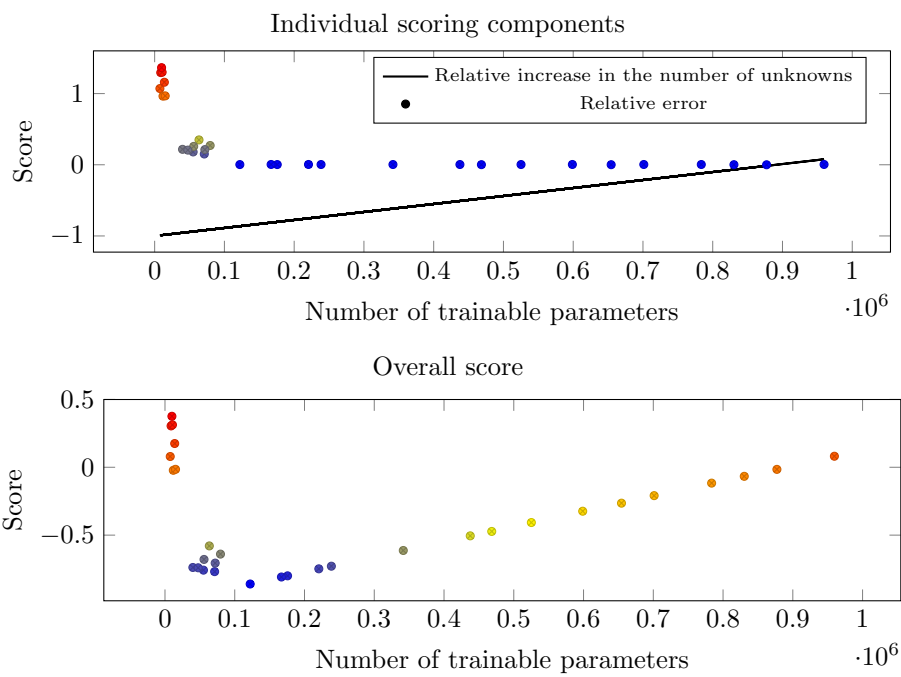 Individual scoring components
Relative increase in the number of unknowns
Relative error
1
0
−1
Score
0 0.1 0.2 0.3 0.4 0.5 0.6 0.7 0.8 0.9 1
Number of trainable parameters
·10^6
Overall score
0.5
0
−0.5
Score
0 0.1 0.2 0.3 0.4 0.5 0.6 0.7 0.8 0.9 1
Number of trainable parameters
·10^6